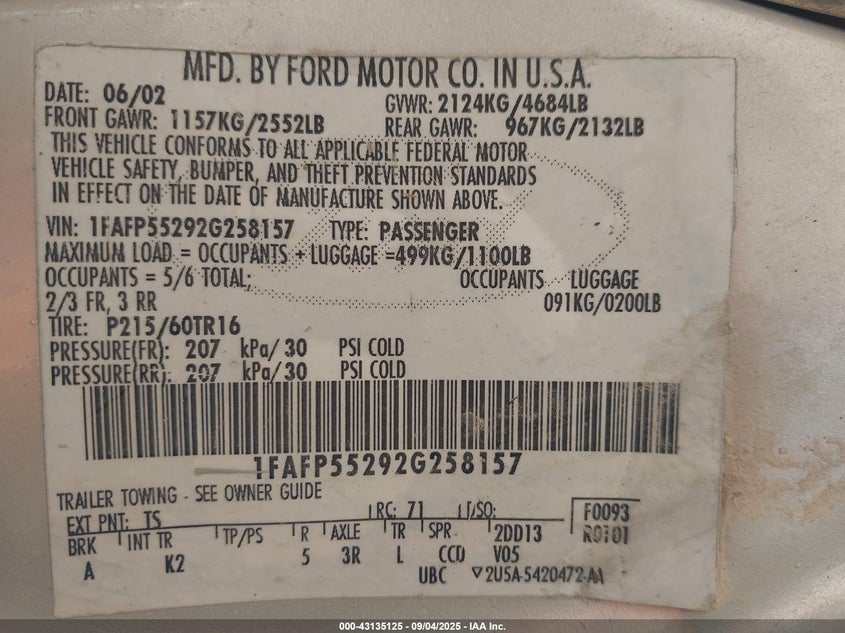 MFD. BY FORD MOTOR CO. IN U.S.A.
DATE: 06/02 GVWR: 2124KG/4684LB
FRONT GAWR: 1157KG/2552LB REAR GAWR: 967KG/2132LB
THIS VEHICLE CONFORMS TO ALL APPLICABLE FEDERAL MOTOR
VEHICLE SAFETY, BUMPER, AND THEFT PREVENTION STANDARDS
IN EFFECT ON THE DATE OF MANUFACTURE SHOWN ABOVE.
VIN: 1FAFP55292G258157 TYPE: PASSENGER
MAXIMUM LOAD = OCCUPANTS + LUGGAGE =499KG/1100LB
OCCUPANTS = 5/6 TOTAL; OCCUPANTS LUGGAGE
2/3 FR, 3 RR 091KG/0200LB
TIRE: P215/60TR16
PRESSURE(FR): 207 kPa/30 PSI COLD
PRESSURE(RR): 207 kPa/30 PSI COLD
1FAFP55292G258157
TRAILER TOWING - SEE OWNER GUIDE
EXT PNT: TS RC: 71 DSO: F0093
BRK INT TR TP/PS R AXLE TR SPR 2DD13 R0101
A K2 5 3R L CCD V05
UBC ▽2U5A-5420472-AA
000-43135125 - 09/04/2025 - IAA Inc.